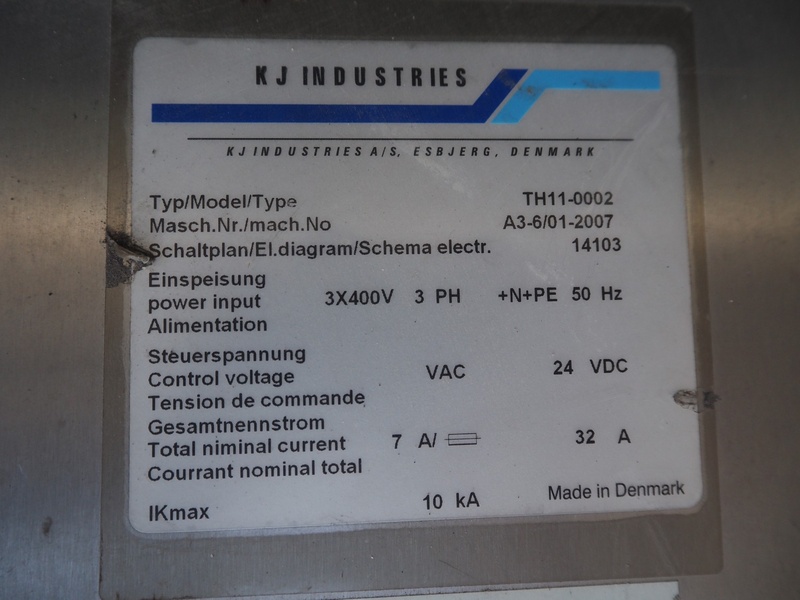 KJ INDUSTRIES
KJ INDUSTRIES A/S, ESBJERG, DENMARK
Typ/Model/Type TH11-0002
Masch.Nr./mach.No A3-6/01-2007
Schaltplan/El.diagram/Schema electr. 14103
Einspeisung
power input 3X400V 3 PH +N+PE 50 Hz
Alimentation
Steuerspannung
Control voltage VAC 24 VDC
Tension de commande
Gesamtnennstrom
Total niminal current 7 A/ 32 A
Courrant nominal total
IKmax 10 kA Made in Denmark